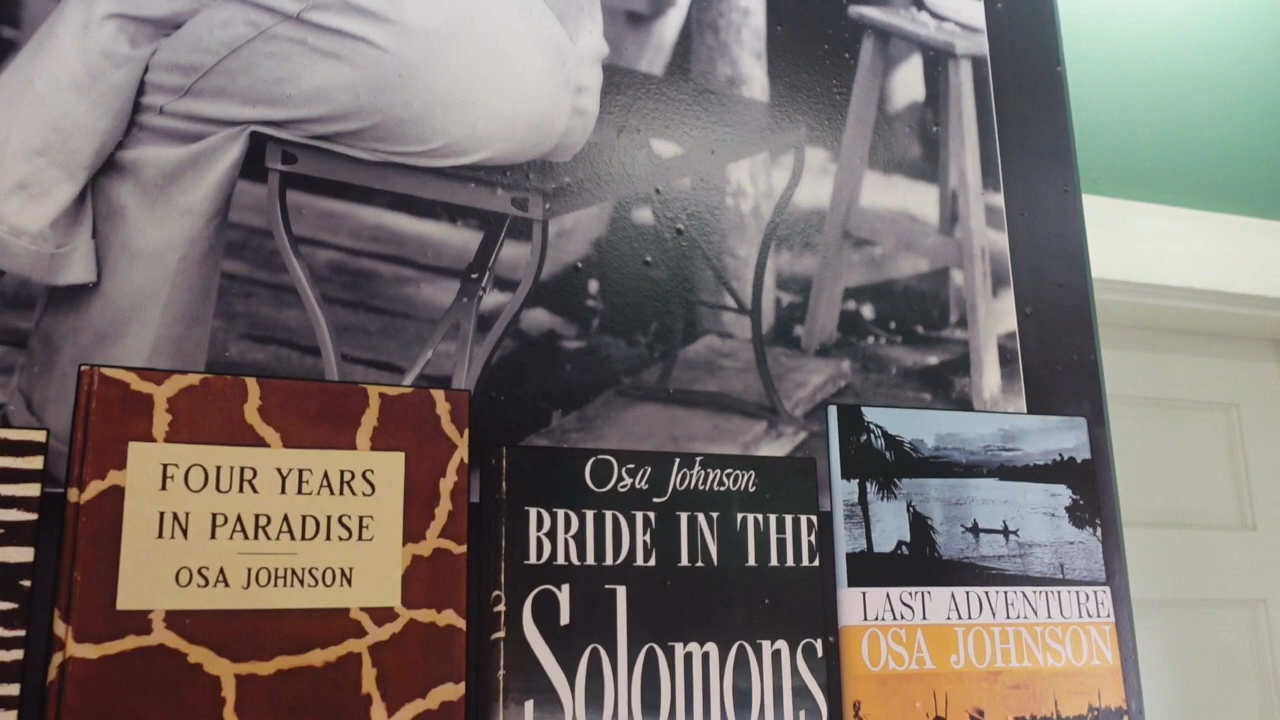 FOUR YEARS
IN PARADISE
OSA JOHNSON
Osa Johnson
BRIDE IN THE
Solomons
LAST ADVENTURE
OSA JOHNSON